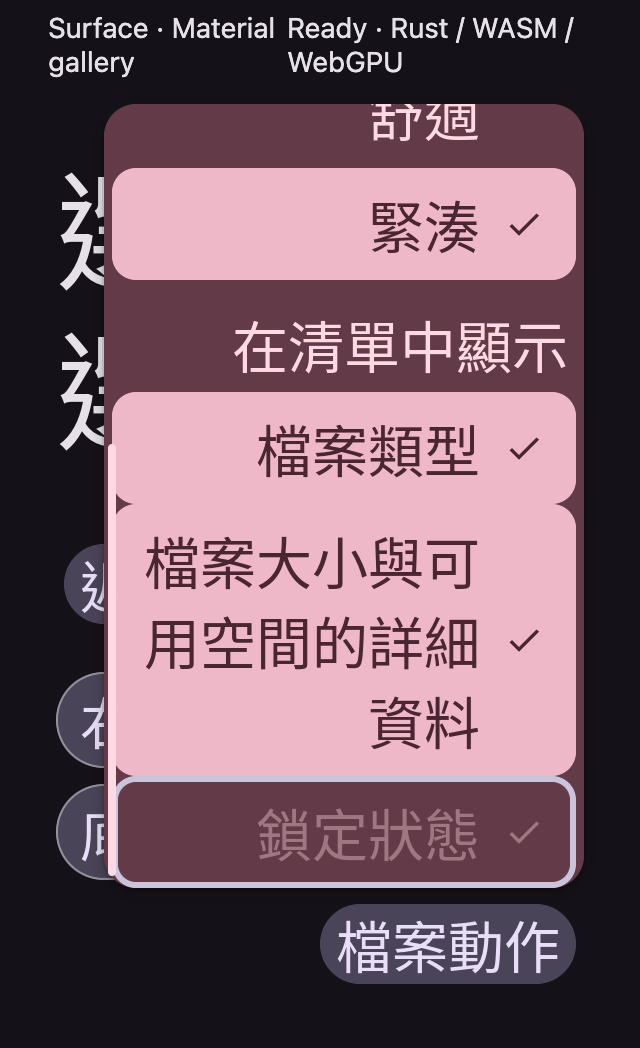 Surface · Material gallery
Ready · Rust / WASM / WebGPU
舒適
緊湊
在清單中顯示
檔案類型
檔案大小與可
用空間的詳細
資料
鎖定狀態
檔案動作